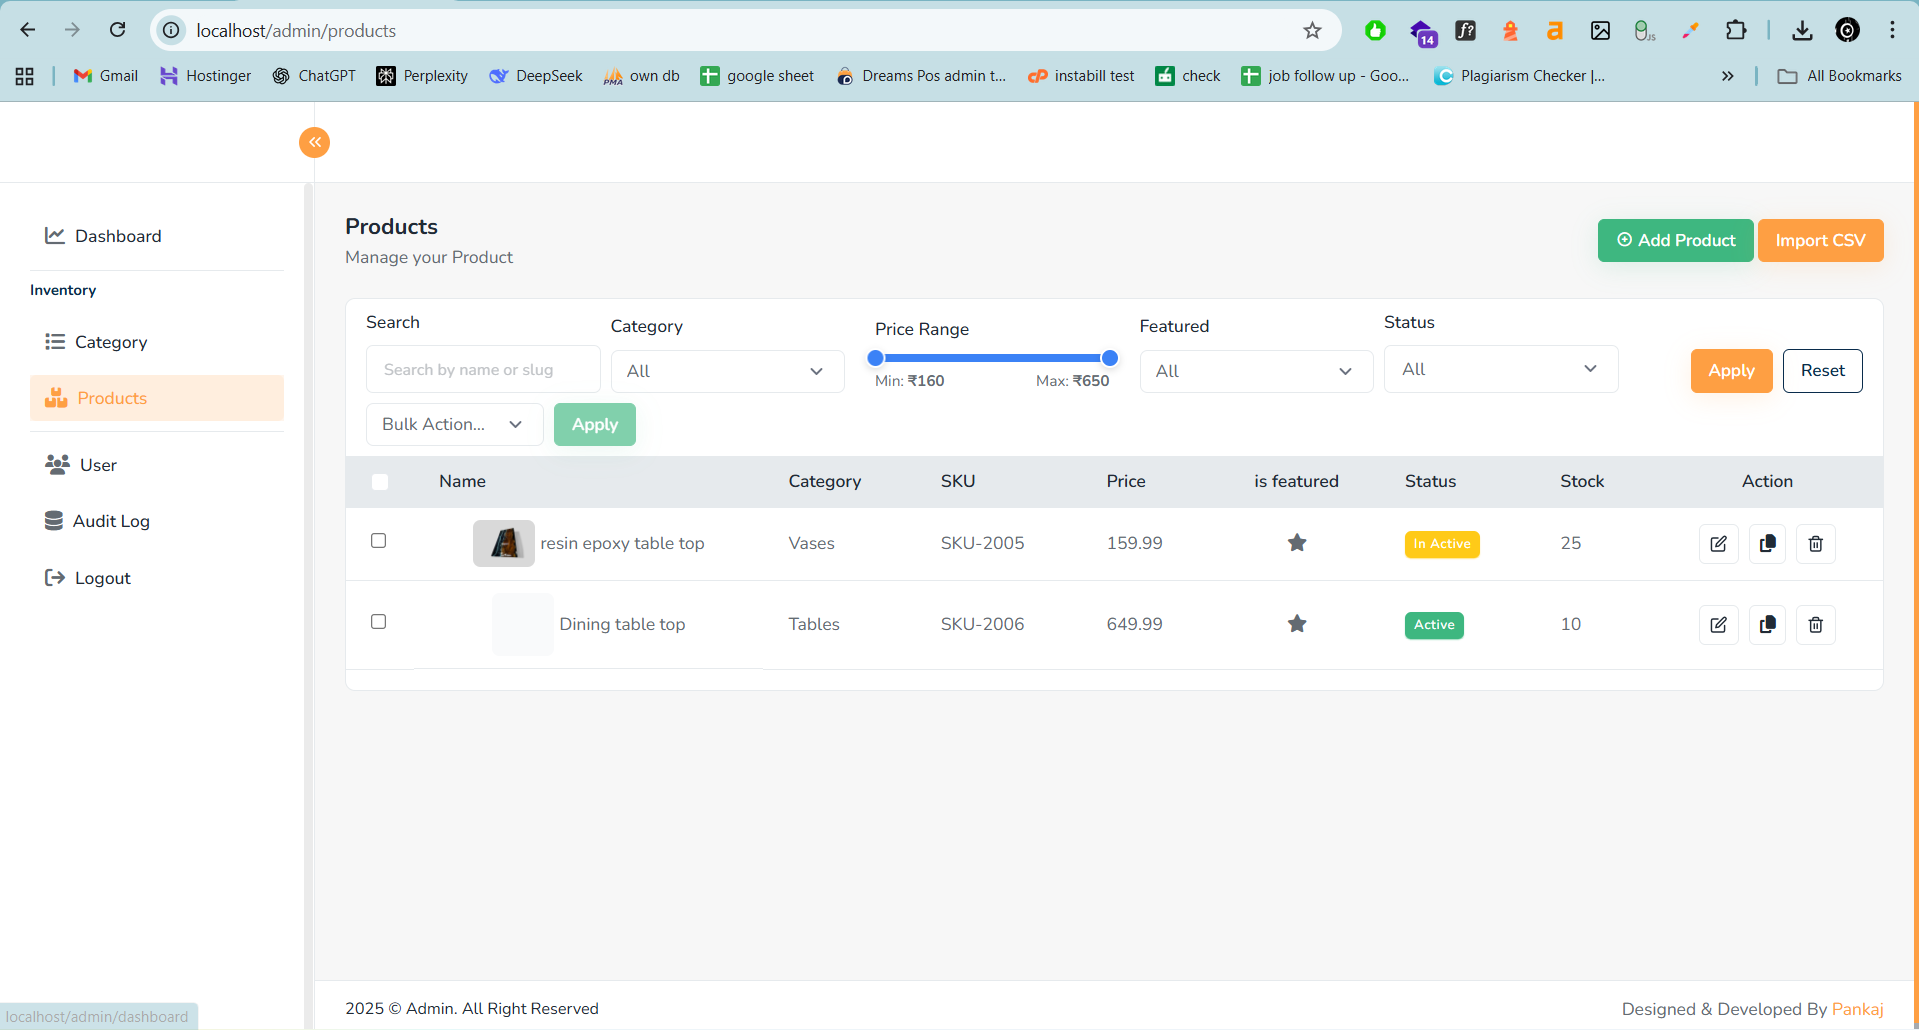 localhost/admin/products
14
f?
JS
Gmail
Hostinger
ChatGPT
Perplexity
DeepSeek
PMA own db
google sheet
Dreams Pos admin t...
instabill test
check
job follow up - Goo...
Plagiarism Checker |...
All Bookmarks
Dashboard
Inventory
Category
Products
User
Audit Log
Logout
Products
Manage your Product
Add Product
Import CSV
Search
Category
Price Range
Featured
Status
Search by name or slug
All
Min: ₹160
Max: ₹650
All
All
Apply
Reset
Bulk Action...
Apply
Name Category SKU Price is featured Status Stock Action
resin epoxy table top Vases SKU-2005 159.99 In Active 25
Dining table top Tables SKU-2006 649.99 Active 10
2025 © Admin. All Right Reserved
Designed & Developed By Pankaj
localhost/admin/dashboard